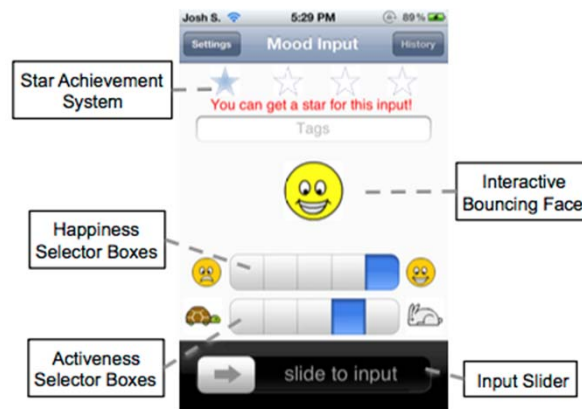 Josh S. 5:29 PM 89%
Settings Mood Input History
Star Achievement
System
You can get a star for this input!
Tags
Interactive
Bouncing Face
Happiness
Selector Boxes
Activeness
Selector Boxes
slide to input
Input Slider